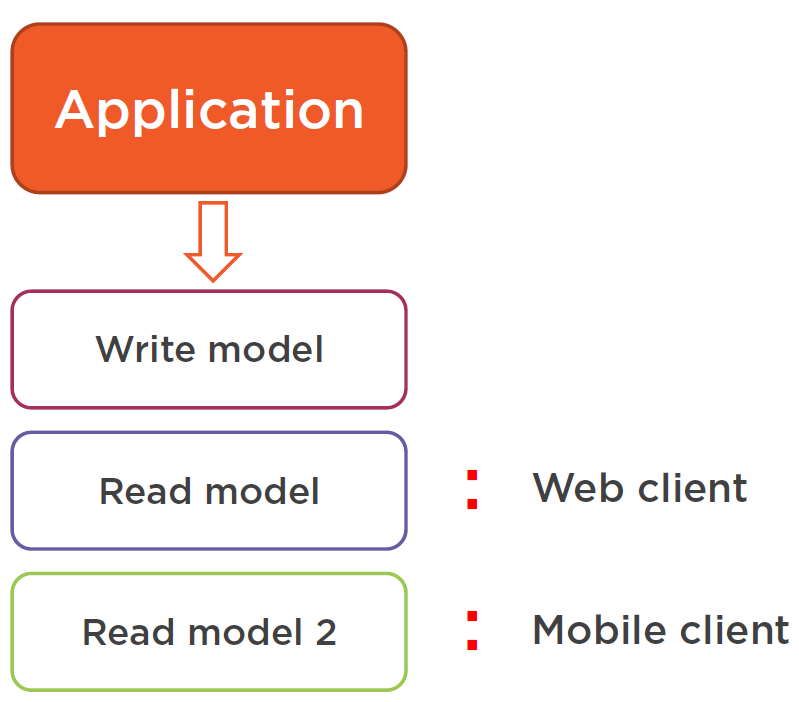 Application
Write model
Read model : Web client
Read model 2 : Mobile client